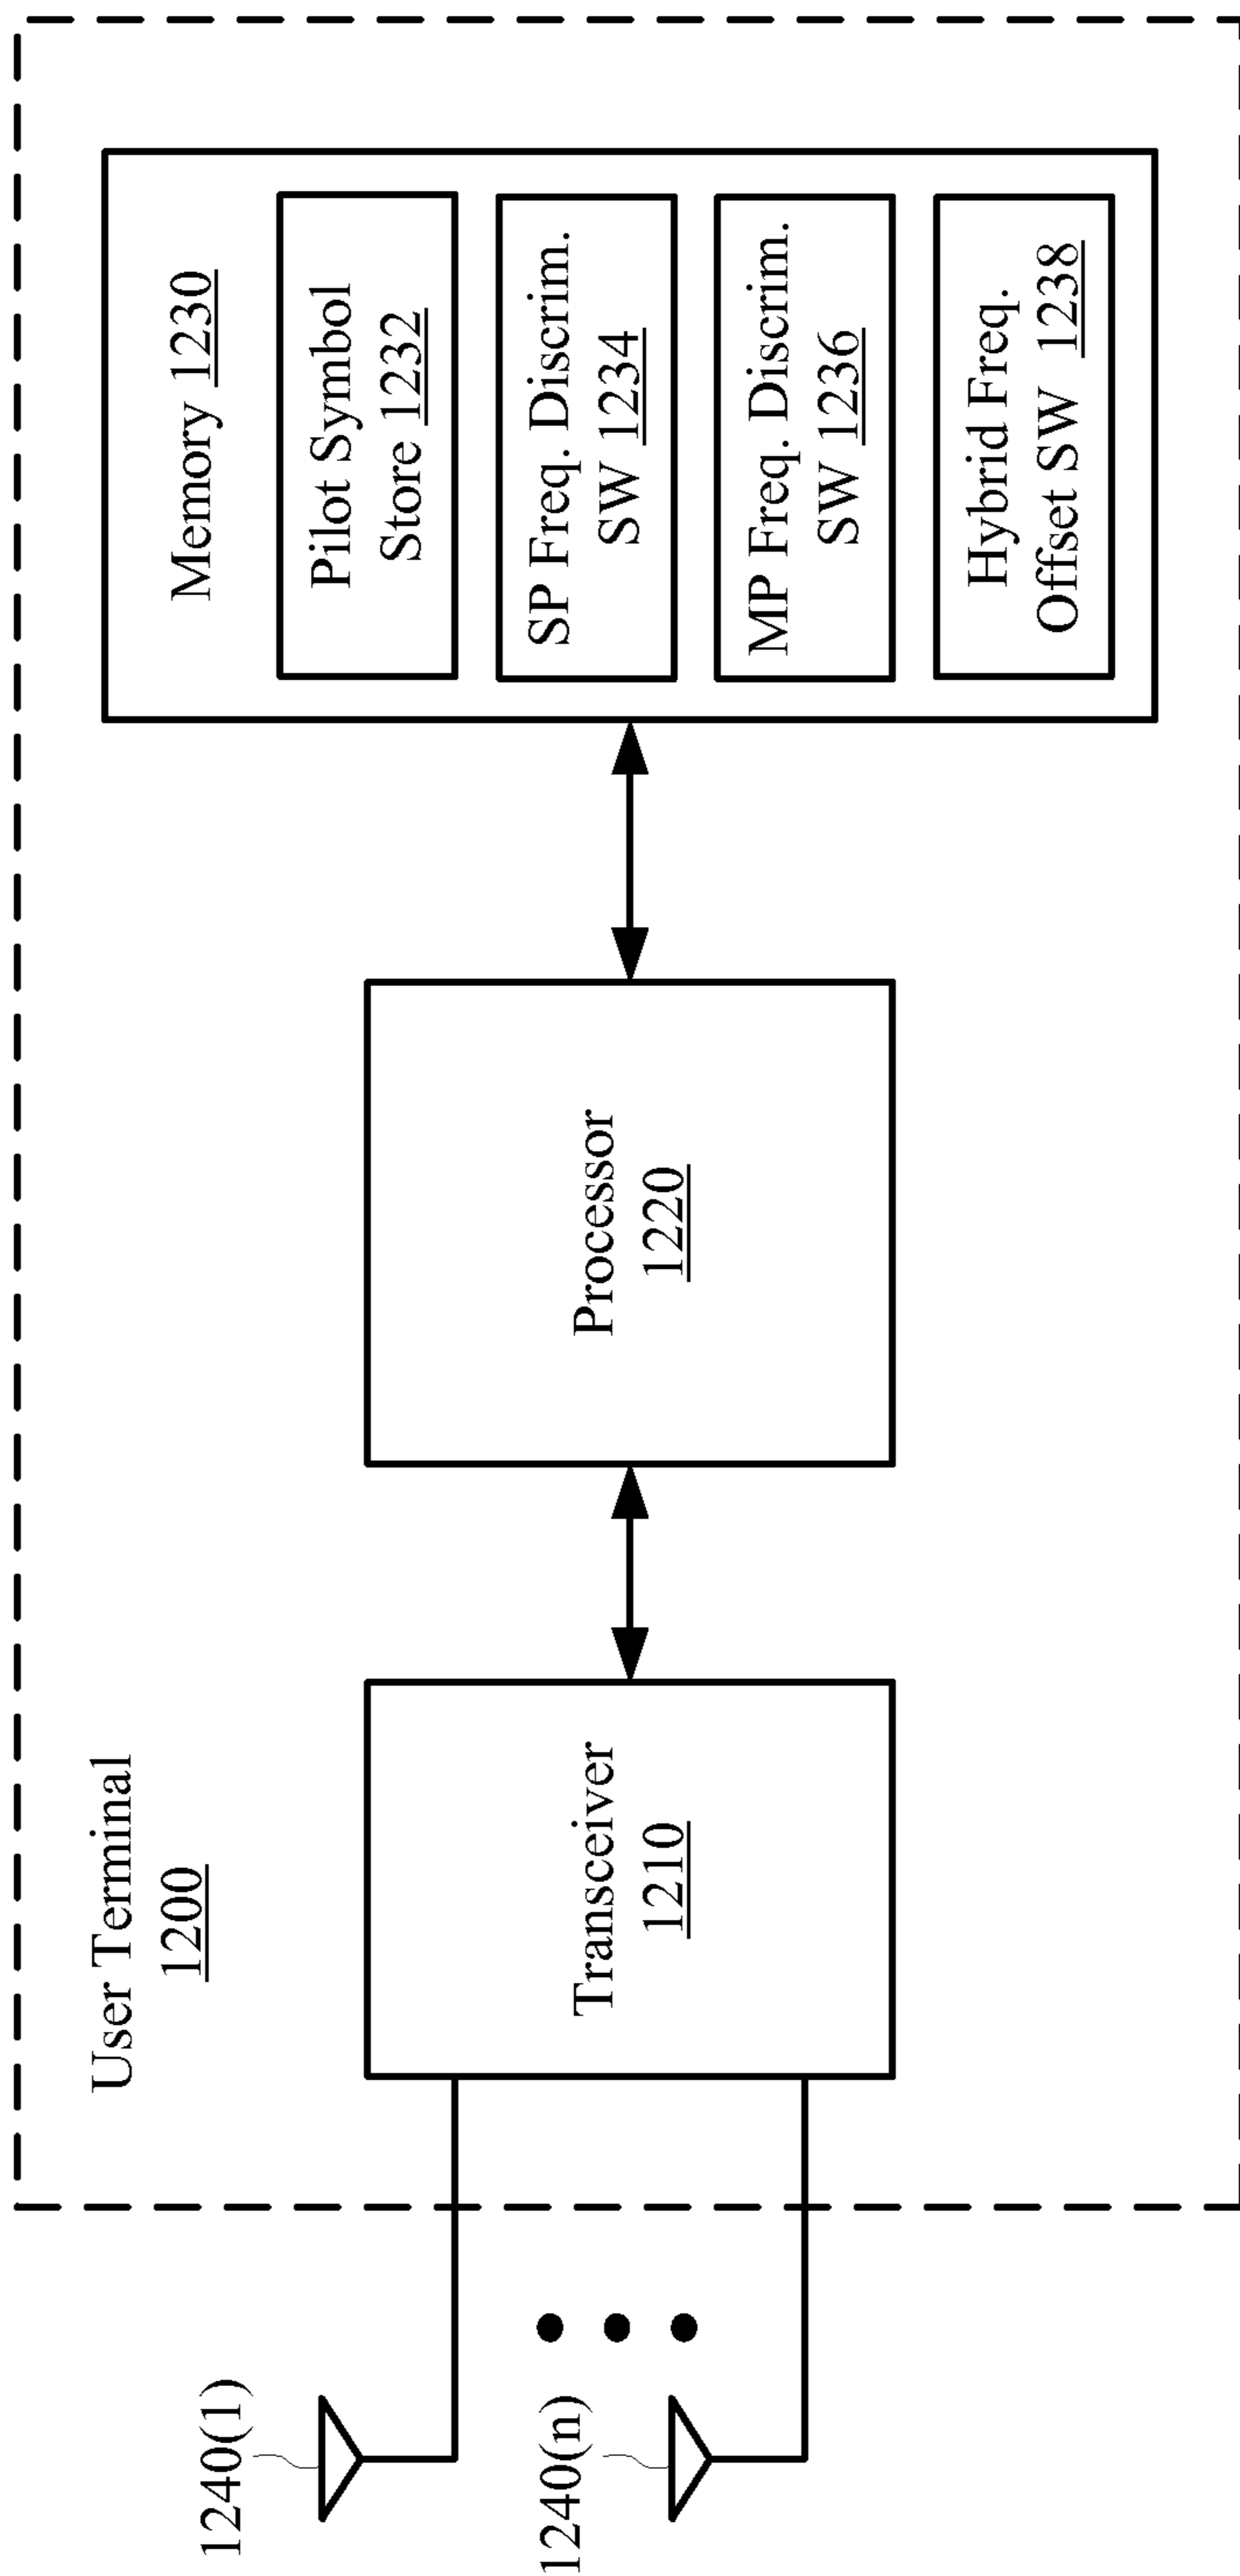 User Terminal
1200
1240(1)
1240(n)
Transceiver
1210
Processor
1220
Memory 1230
Pilot Symbol
Store 1232
SP Freq. Discrim.
SW 1234
MP Freq. Discrim.
SW 1236
Hybrid Freq.
Offset SW 1238